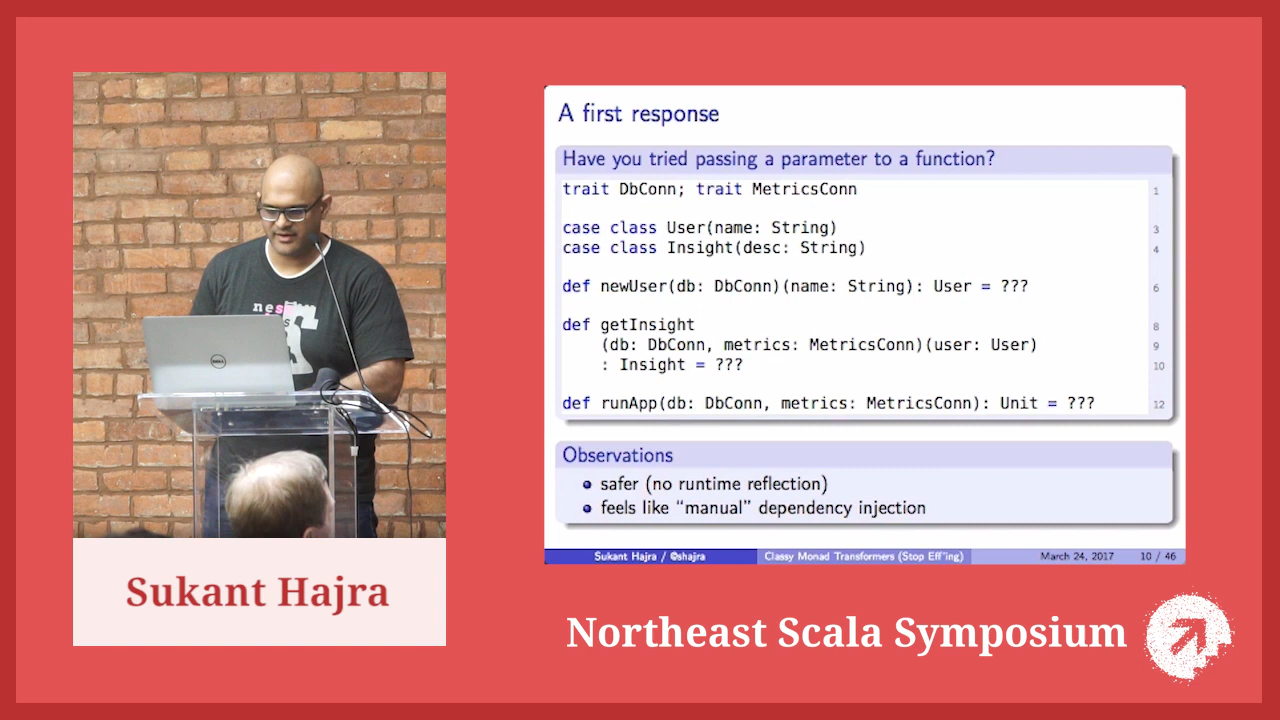 Sukant Hajra
A first response
Have you tried passing a parameter to a function?
trait DbConn; trait MetricsConn 1
case class User(name: String) 3
case class Insight(desc: String) 4
def newUser(db: DbConn)(name: String): User = ??? 6
def getInsight 8
(db: DbConn, metrics: MetricsConn)(user: User) 9
: Insight = ??? 10
def runApp(db: DbConn, metrics: MetricsConn): Unit = ??? 12
Observations
safer (no runtime reflection)
feels like “manual” dependency injection
Sukant Hajra / @shajra Classy Monad Transformers (Stop Eff'ing) March 24, 2017 10 / 46
Northeast Scala Symposium